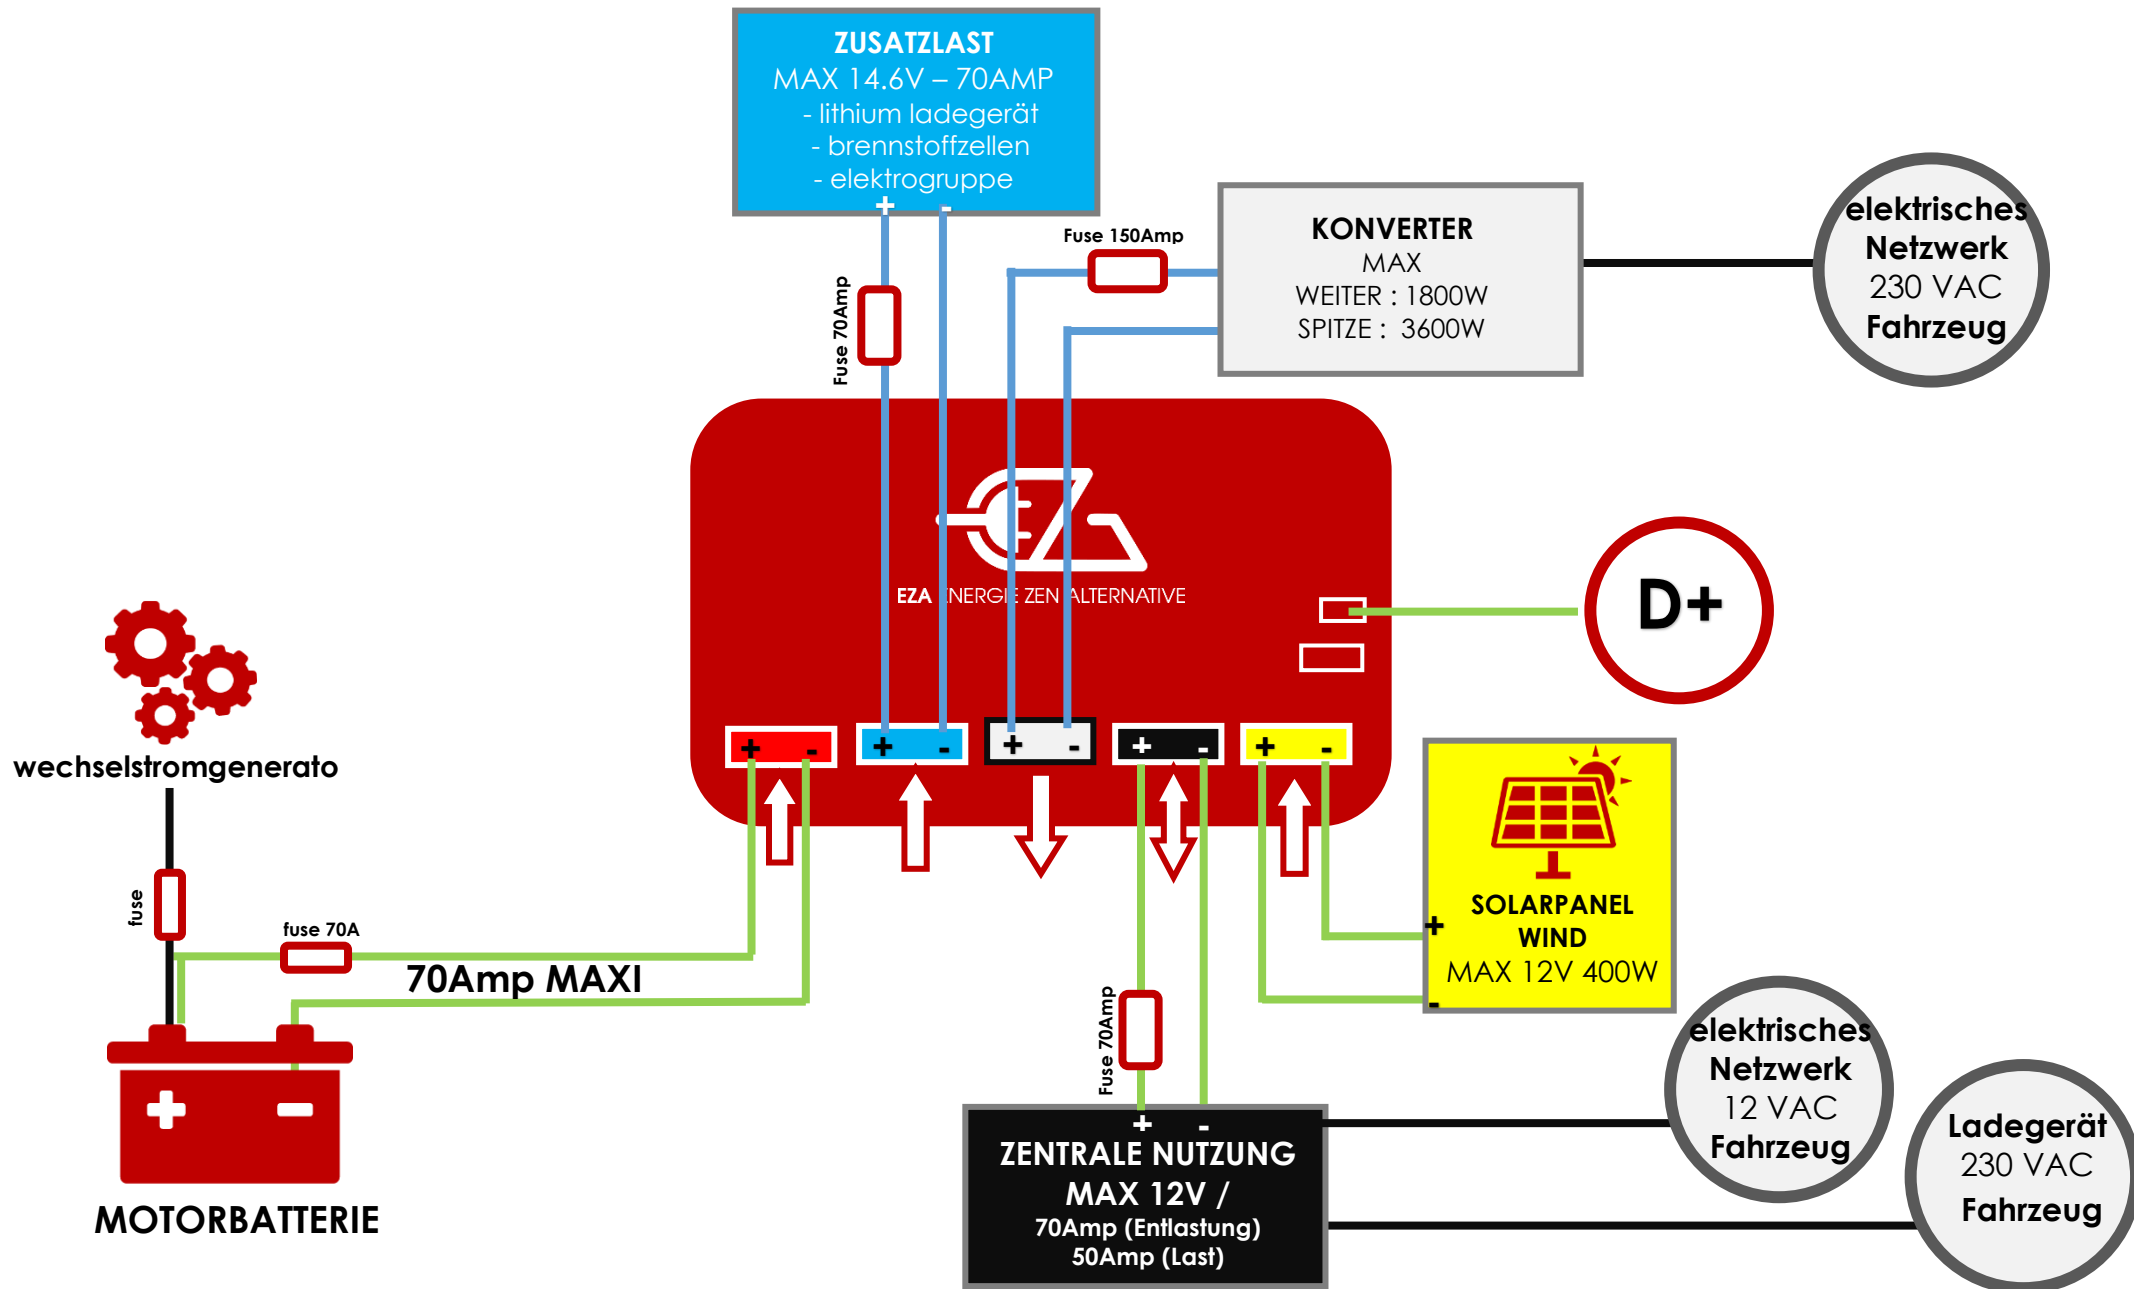 ZUSATZLAST
MAX 14.6V – 70AMP
- lithium ladegerät
- brennstoffzellen
- elektrogruppe
+ -
Fuse 70Amp
Fuse 150Amp
KONVERTER
MAX
WEITER : 1800W
SPITZE : 3600W
elektrisches
Netzwerk
230 VAC
Fahrzeug
EZA ENERGIE ZEN ALTERNATIVE
D+
+ - + - + - + - + -
wechselstromgenerato
fuse
fuse 70A
70Amp MAXI
+ -
MOTORBATTERIE
SOLARPANEL
WIND
MAX 12V 400W
+
-
Fuse 70Amp
+ -
ZENTRALE NUTZUNG
MAX 12V /
70Amp (Entlastung)
50Amp (Last)
elektrisches
Netzwerk
12 VAC
Fahrzeug
Ladegerät
230 VAC
Fahrzeug